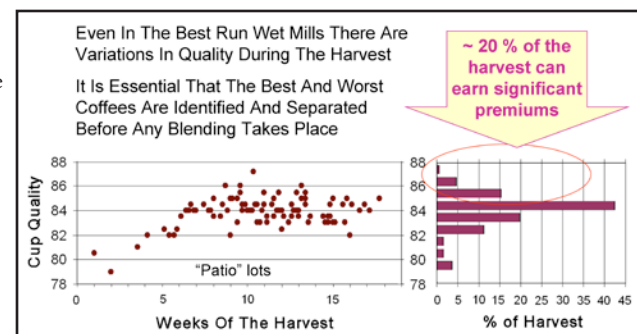 Even In The Best Run Wet Mills There Are
Variations In Quality During The Harvest
It Is Essential That The Best And Worst
Coffees Are Identified And Separated
Before Any Blending Takes Place
~ 20 % of the
harvest can
earn significant
premiums
e
88
86
84
82
80
78
Cup Quality
"Patio" lots
0
5
10
15
Weeks Of The Harvest
88
86
84
82
80
78
0 5 10 15 20 25 30 35 40 45
% of Harvest